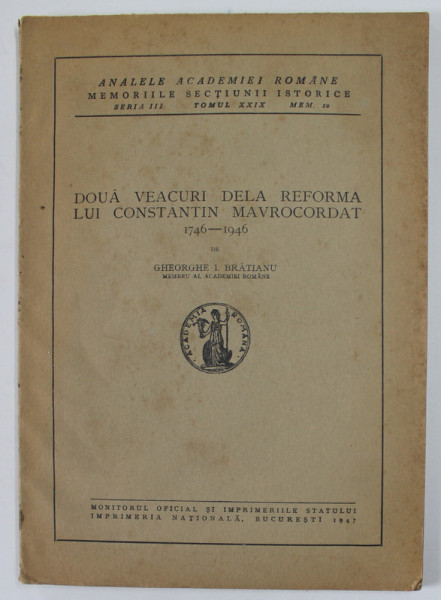 ANALELE ACADEMIEI ROMÂNE
MEMORIILE SECȚIUNII ISTORICE
SERIA III TOMUL XXIX MEM.
DOUĂ VEACURI DELA REFORMA
LUI CONSTANTIN MAVROCORDAT
1746—1946
DE
GHEORGHE I. BRĂTIANU
MEMBRU AL ACADEMIEI ROMÂNE
ACADEMIA ROMANA
MONITORUL OFICIAL ȘI IMPRIMERIILE STATULUI
IMPRIMERIA NAȚIONALĂ, BUCUREȘTI 1947